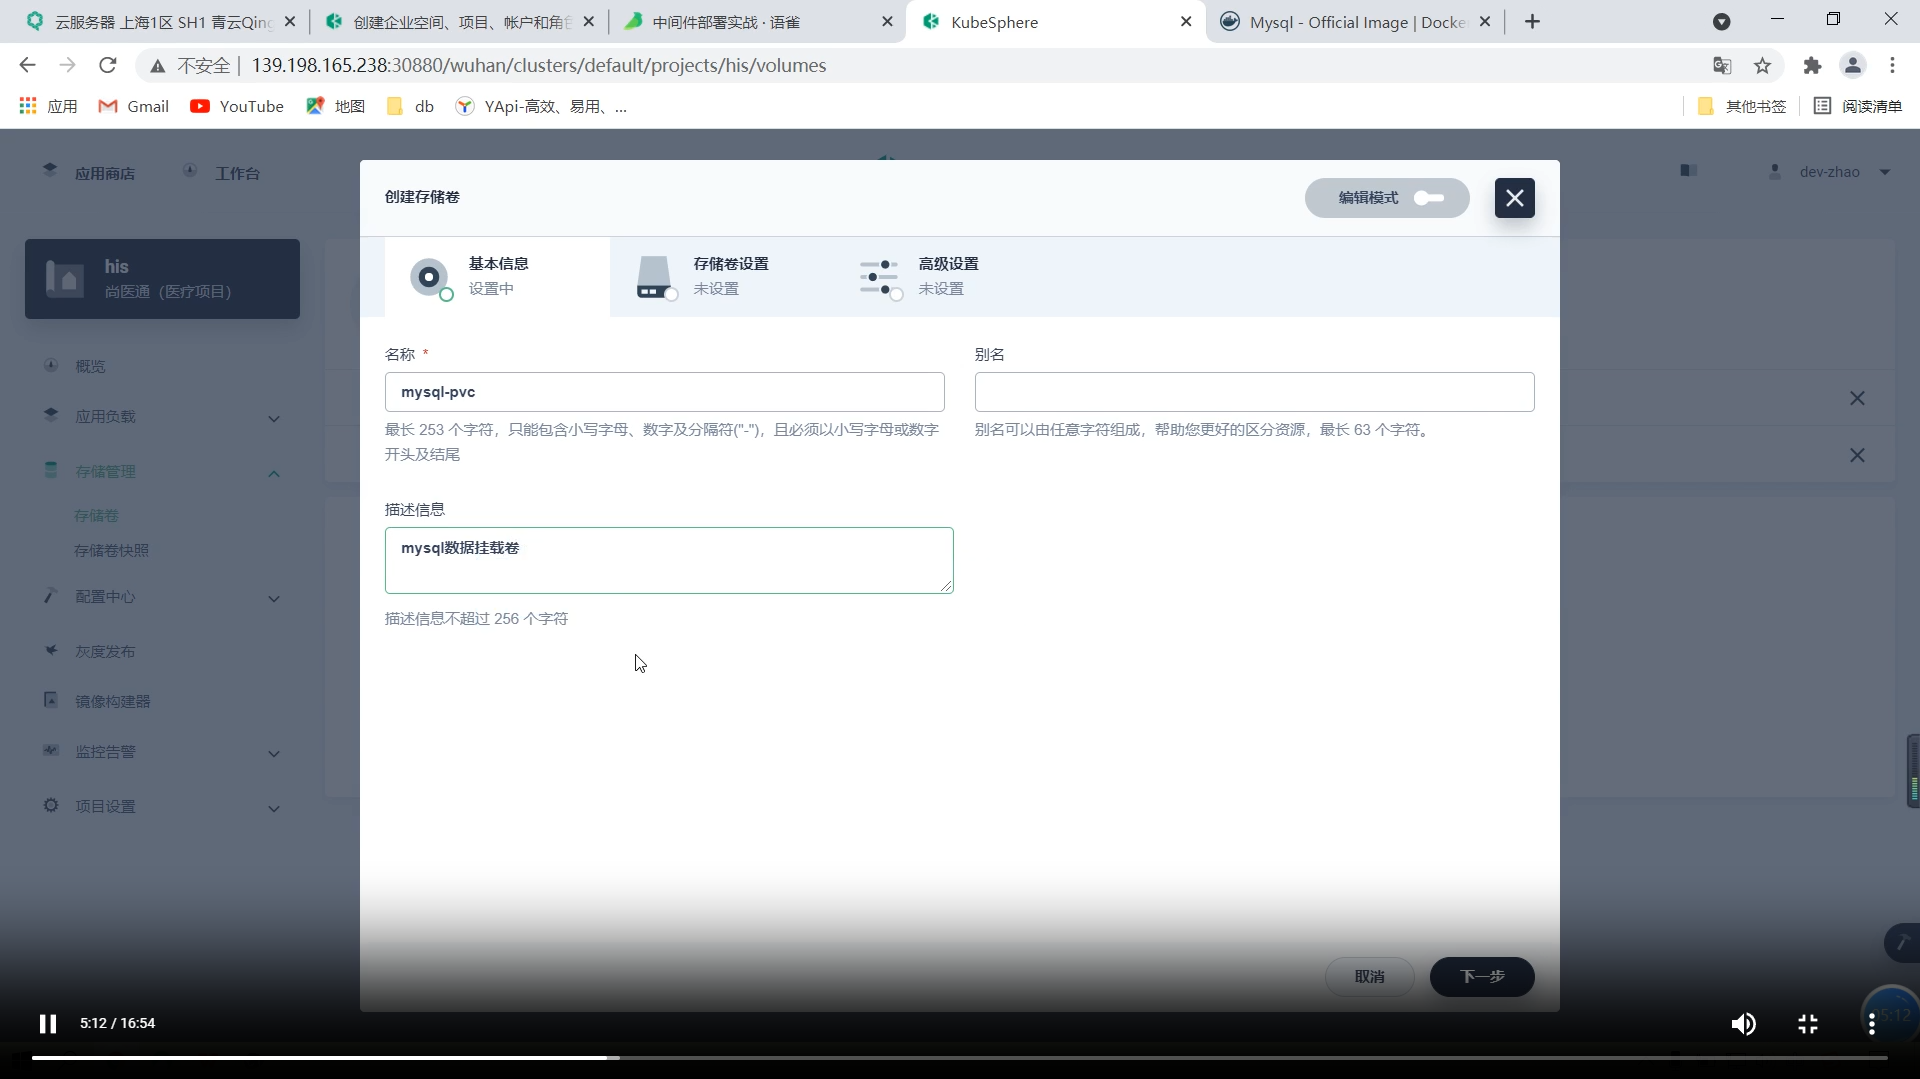 云服务器 上海1区 SH1 青云Qing
创建企业空间、项目、帐户和角色
中间件部署实战 · 语雀
KubeSphere
Mysql - Official Image | Docke
不安全 | 139.198.165.238:30880/wuhan/clusters/default/projects/his/volumes
应用
Gmail
YouTube
地图
db
YApi-高效、易用、...
其他书签
阅读清单
应用商店
工作台
dev-zhao
创建存储卷
编辑模式
his
尚医通（医疗项目）
基本信息
设置中
存储卷设置
未设置
高级设置
未设置
概览
应用负载
存储管理
存储卷
存储卷快照
配置中心
灰度发布
镜像构建器
监控告警
项目设置
名称 *
mysql-pvc
最长 253 个字符，只能包含小写字母、数字及分隔符("-")，且必须以小写字母或数字
开头及结尾
别名
别名可以由任意字符组成，帮助您更好的区分资源，最长 63 个字符。
描述信息
mysql数据挂载卷
描述信息不超过 256 个字符
取消
下一步
5:12 / 16:54
05:12